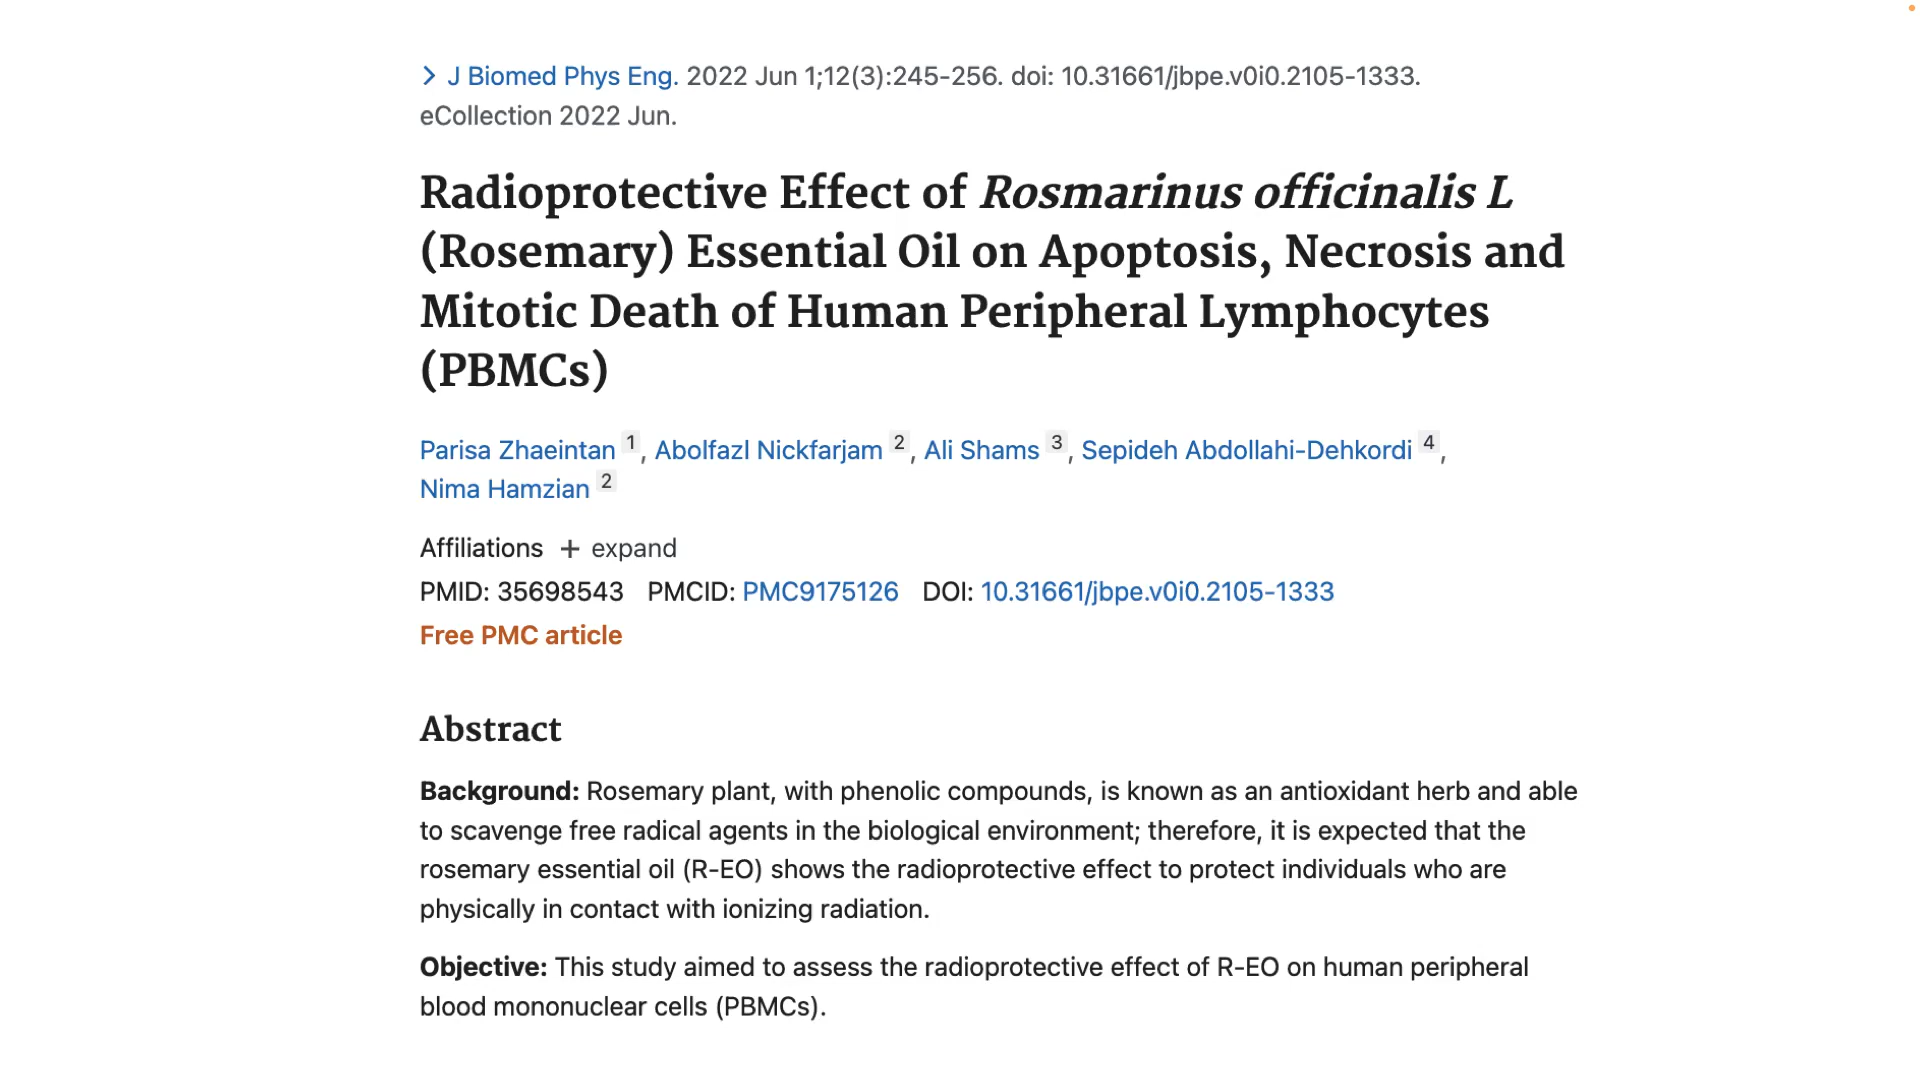 > J Biomed Phys Eng. 2022 Jun 1;12(3):245-256. doi: 10.31661/jbpe.v0i0.2105-1333.
eCollection 2022 Jun.
Radioprotective Effect of Rosmarinus officinalis L
(Rosemary) Essential Oil on Apoptosis, Necrosis and
Mitotic Death of Human Peripheral Lymphocytes
(PBMCs)
Parisa Zhaeintan 1, Abolfazl Nickfarjam 2, Ali Shams 3, Sepideh Abdollahi-Dehkordi 4,
Nima Hamzian 2
Affiliations + expand
PMID: 35698543 PMCID: PMC9175126 DOI: 10.31661/jbpe.v0i0.2105-1333
Free PMC article
Abstract
Background: Rosemary plant, with phenolic compounds, is known as an antioxidant herb and able
to scavenge free radical agents in the biological environment; therefore, it is expected that the
rosemary essential oil (R-EO) shows the radioprotective effect to protect individuals who are
physically in contact with ionizing radiation.
Objective: This study aimed to assess the radioprotective effect of R-EO on human peripheral
blood mononuclear cells (PBMCs).